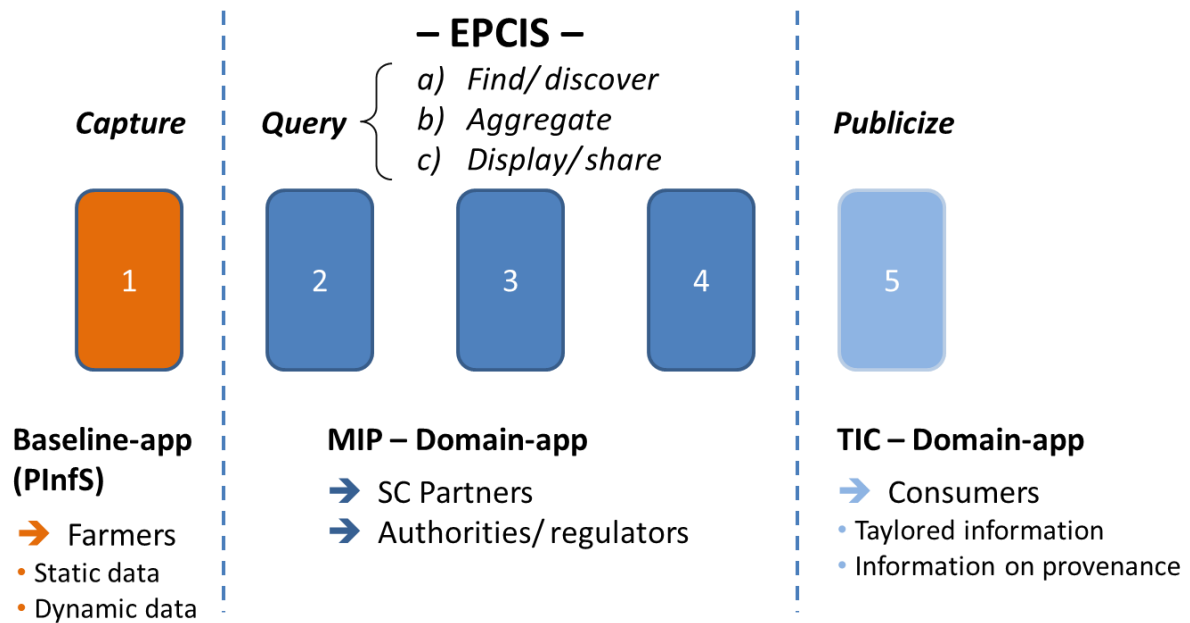 – EPCIS –
Capture
Query
a) Find/ discover
b) Aggregate
c) Display/ share
Publicize
1
2
3
4
5
Baseline-app
(PInfS)
➔ Farmers
• Static data
• Dynamic data
MIP – Domain-app
➔ SC Partners
➔ Authorities/ regulators
TIC – Domain-app
➔ Consumers
• Taylored information
• Information on provenance